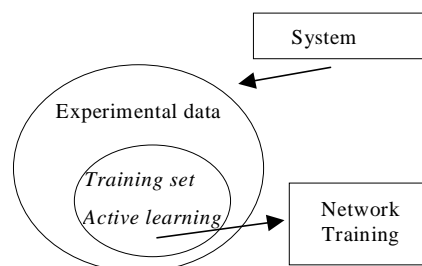 System
Experimental data
Training set
Active learning
Network
Training